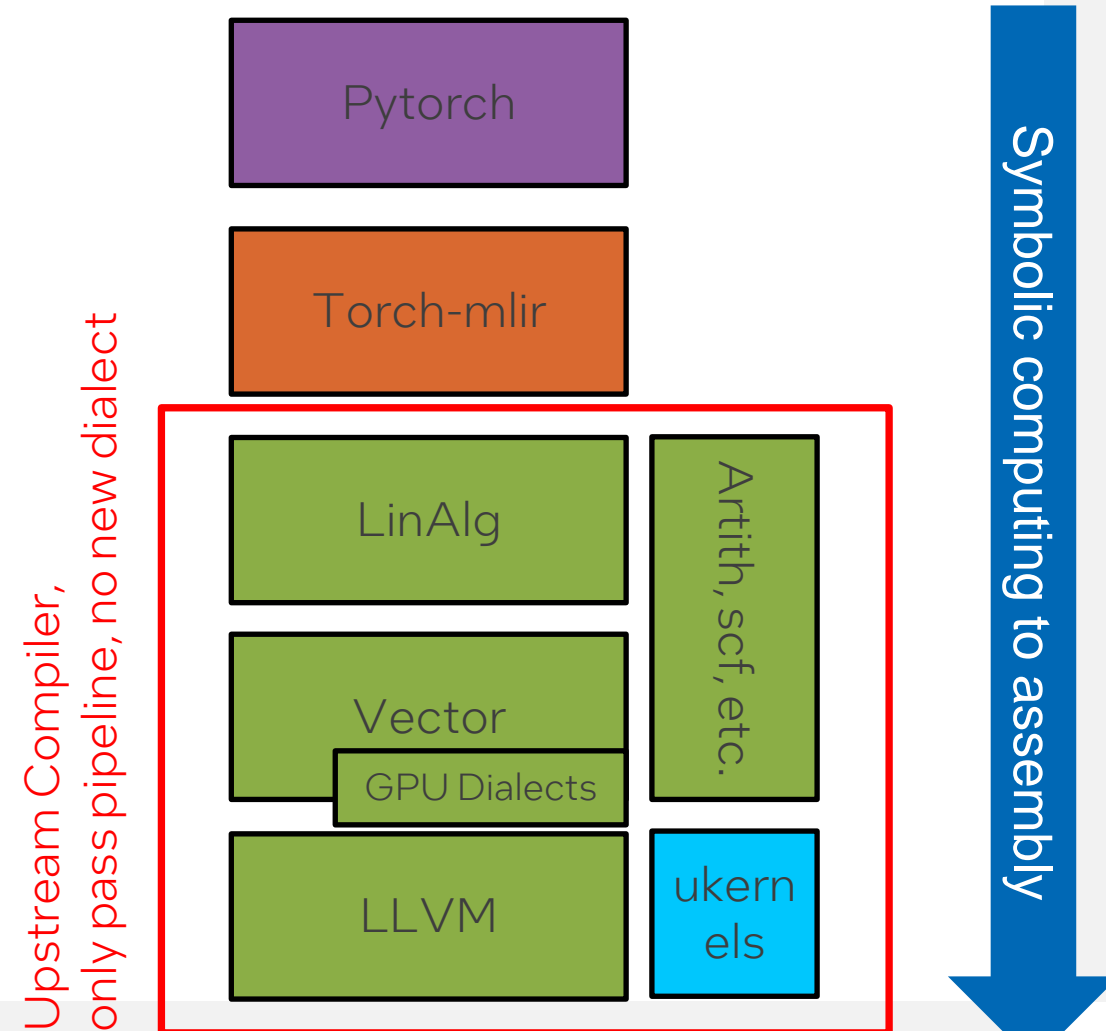 Pytorch
Torch-mlir
LinAlg
Artith, scf, etc.
Vector
GPU Dialects
LLVM
ukern
els
Upstream Compiler,
only pass pipeline, no new dialect
Symbolic computing to assembly